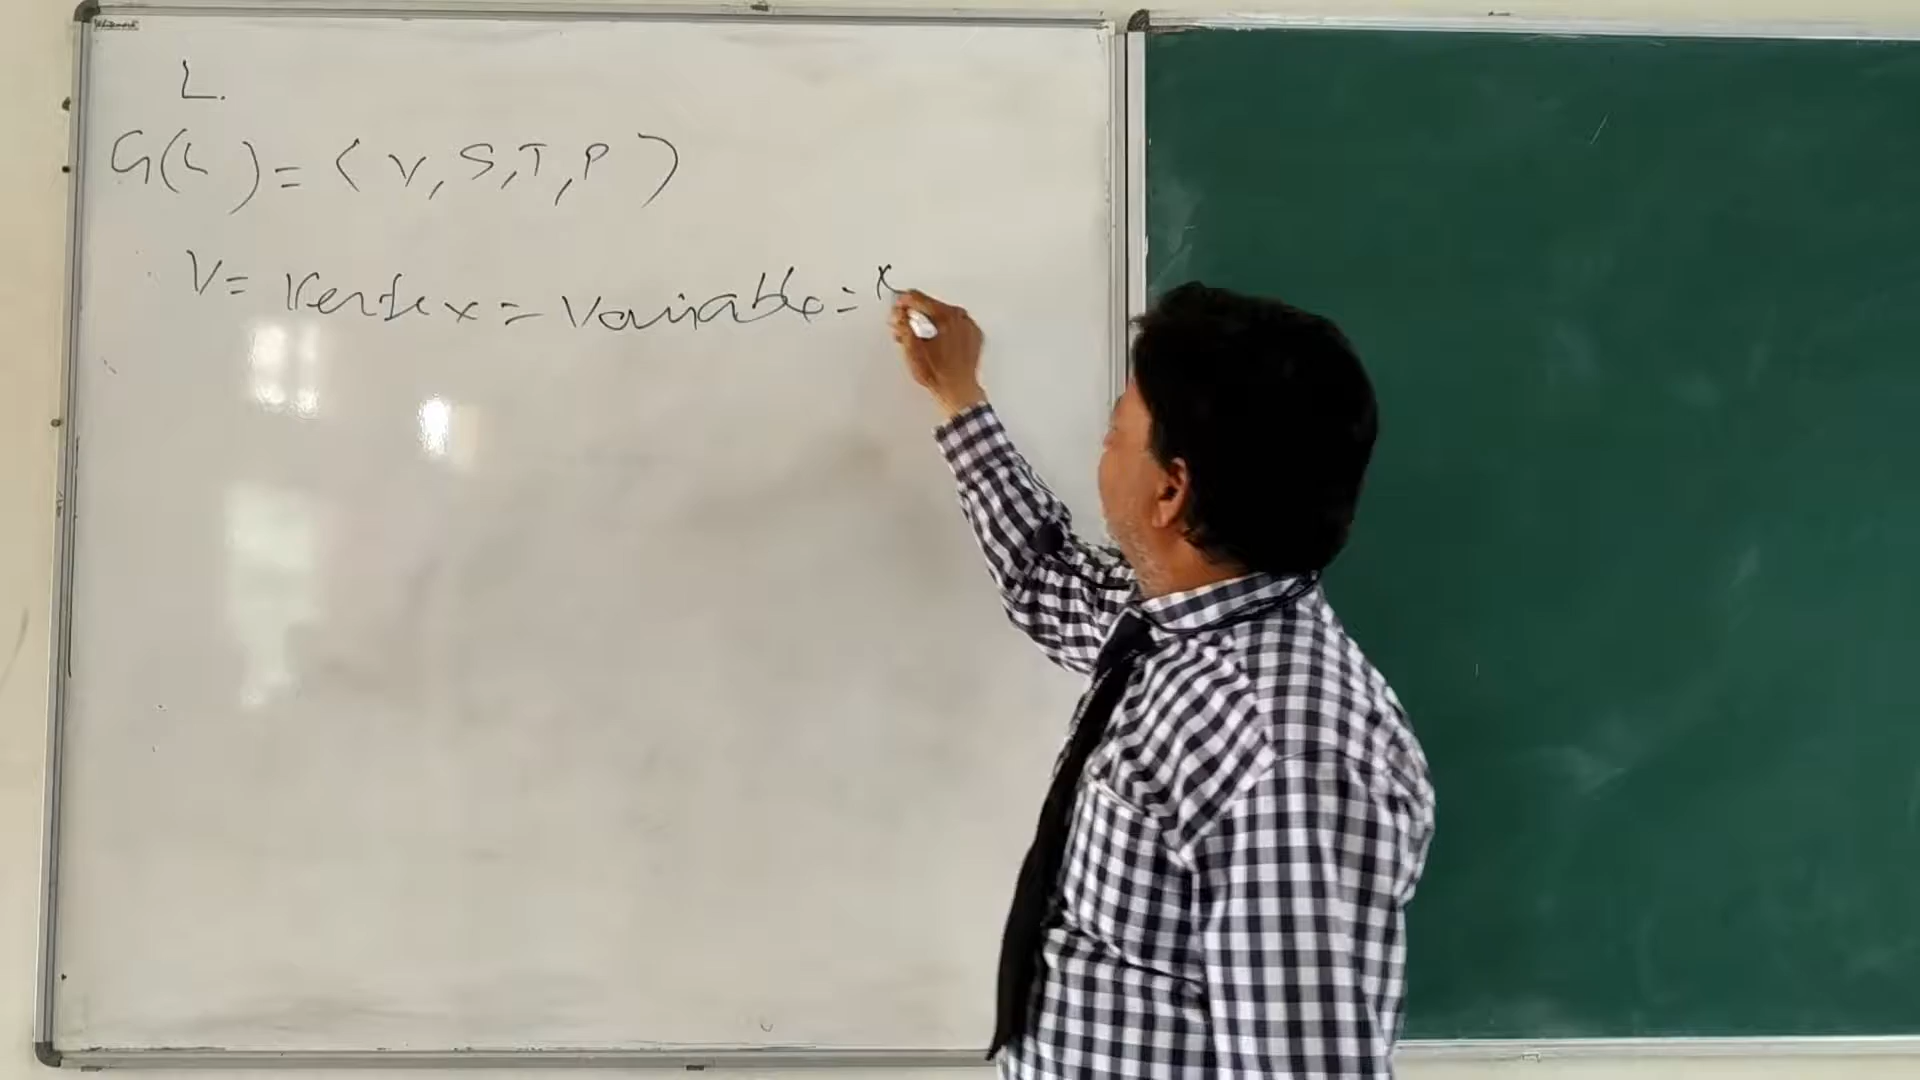 L.
G(L) = (V, S, T, P)
V = Vertex = Variable = x